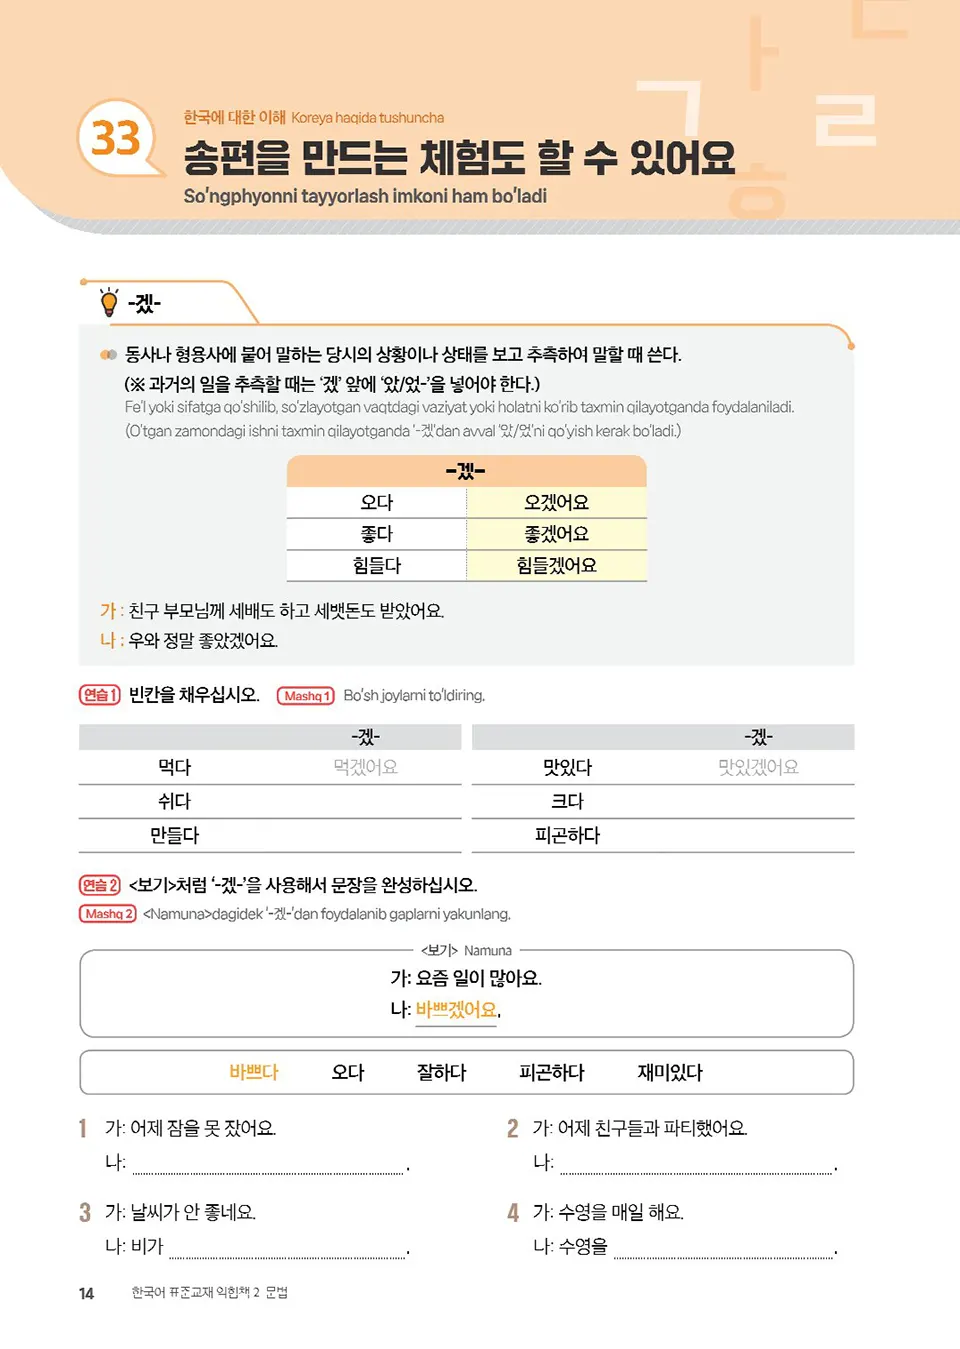 33
한국에 대한 이해 Koreya haqida tushuncha
송편을 만드는 체험도 할 수 있어요
So'ngphyonni tayyorlash imkoni ham bo'ladi
ㄱ ㅏ ㄴ ㄹ ㅎ
-겠-
동사나 형용사에 붙어 말하는 당시의 상황이나 상태를 보고 추측하여 말할 때 쓴다.
(※ 과거의 일을 추측할 때는 '겠' 앞에 '았/었-'을 넣어야 한다.)
Fe'l yoki sifatga qo'shilib, so'zlayotgan vaqtdagi vaziyat yoki holatni ko'rib taxmin qilayotganda foydalaniladi.
(O'tgan zamondagi ishni taxmin qilayotganda '-겠'dan avval '았/었'ni qo'yish kerak bo'ladi.)
-겠-
오다 오겠어요
좋다 좋겠어요
힘들다 힘들겠어요
가 : 친구 부모님께 세배도 하고 세뱃돈도 받았어요.
나 : 우와 정말 좋았겠어요.
연습 1 빈칸을 채우십시오. Mashq 1 Bo'sh joylami to'ldiring.
-겠- -겠-
먹다 먹겠어요 맛있다 맛있겠어요
쉬다 크다
만들다 피곤하다
연습 2 <보기>처럼 '-겠-'을 사용해서 문장을 완성하십시오.
Mashq 2 <Namuna>dagidek '-겠-'dan foydalanib gaplarni yakunlang.
<보기> Namuna
가: 요즘 일이 많아요.
나: 바쁘겠어요.
바쁘다 오다 잘하다 피곤하다 재미있다
1 가: 어제 잠을 못 잤어요.
나: .
2 가: 어제 친구들과 파티했어요.
나: .
3 가: 날씨가 안 좋네요.
나: 비가 .
4 가: 수영을 매일 해요.
나: 수영을 .
14 한국어 표준교재 익힘책 2 문법